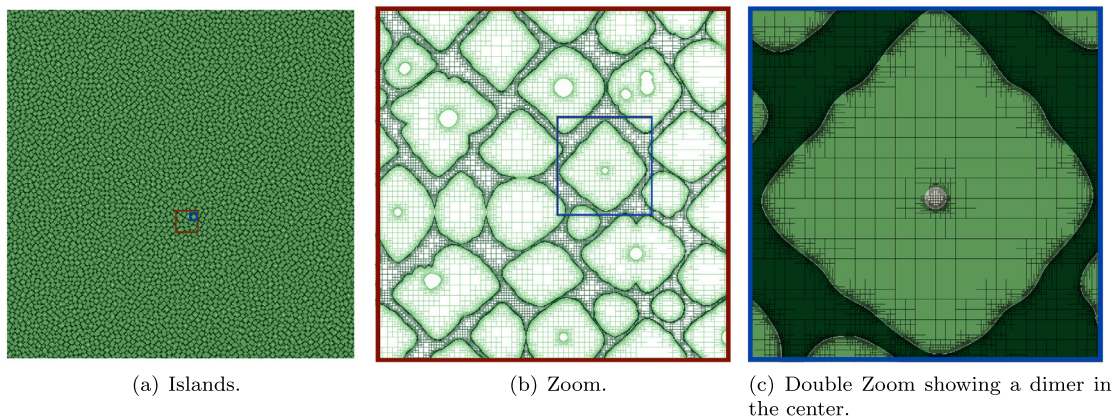 (a) Islands.
(b) Zoom.
(c) Double Zoom showing a dimer in
the center.